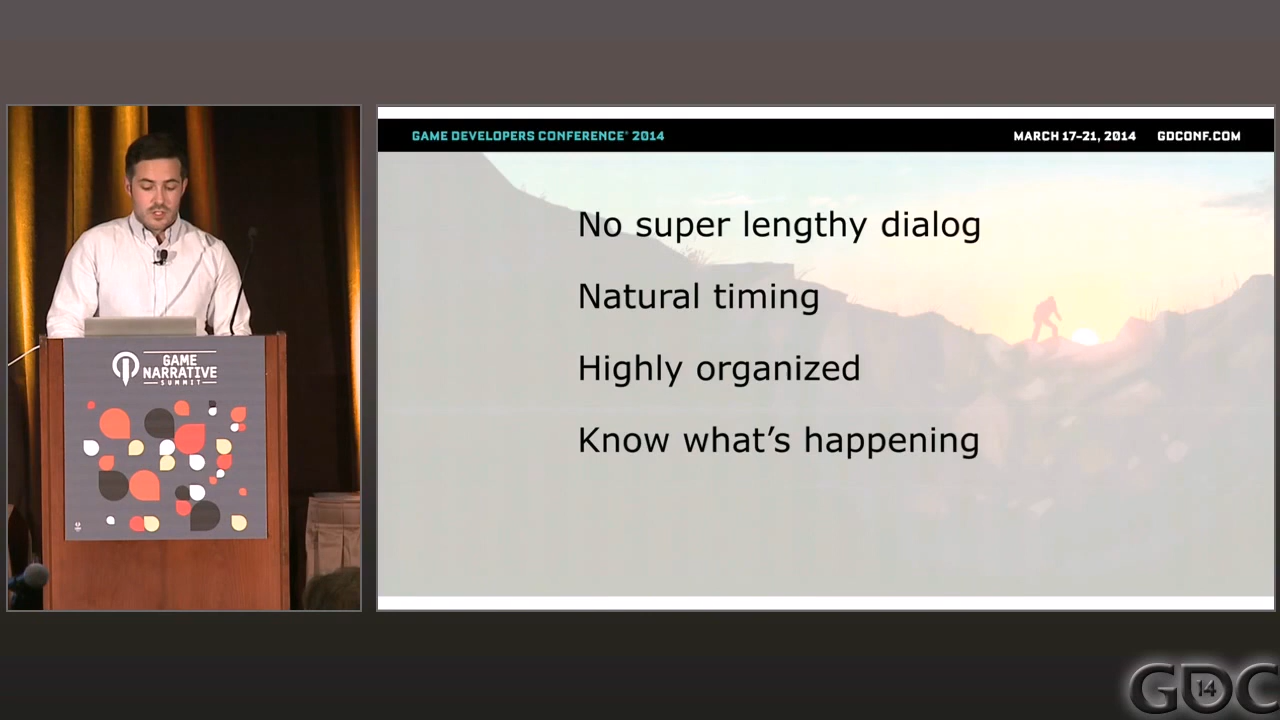 GAME DEVELOPERS CONFERENCE® 2014
MARCH 17–21, 2014 GDCONF.COM
No super lengthy dialog
Natural timing
Highly organized
Know what’s happening
GAME
NARRATIVE
SUMMIT
GDC
14